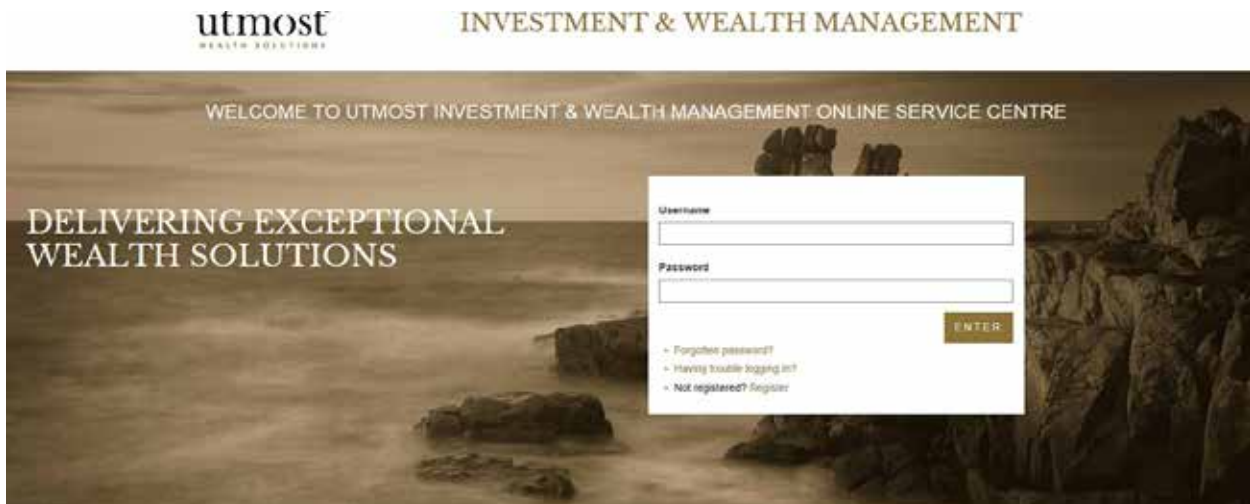 utmost
WEALTH SOLUTIONS
INVESTMENT & WEALTH MANAGEMENT
WELCOME TO UTMOST INVESTMENT & WEALTH MANAGEMENT ONLINE SERVICE CENTRE
DELIVERING EXCEPTIONAL
WEALTH SOLUTIONS
Username
Password
ENTER
Forgotten password?
Having trouble logging in?
Not registered? Register